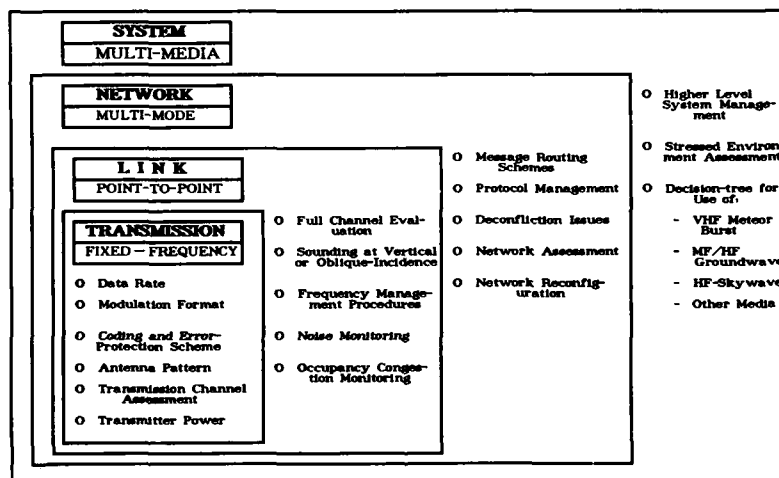 SYSTEM
MULTI-MEDIA
NETWORK
MULTI-MODE
LINK
POINT-TO-POINT
TRANSMISSION
FIXED-FREQUENCY
O Data Rate
O Modulation Format
O Coding and Error-
Protection Scheme
O Antenna Pattern
O Transmission Channel
Assessment
O Transmitter Power
O Full Channel Eval-
uation
O Sounding at Vertical
or Oblique-Incidence
O Frequency Manage-
ment Procedures
O Noise Monitoring
O Occupancy Conges-
tion Monitoring
O Message Routing
Schemes
O Protocol Management
O Deconfliction Issues
O Network Assessment
O Network Reconfig-
uration
O Higher Level
System Manage-
ment
O Stressed Environ
ment Assessment
O Decision-tree for
Use of:
- VHF Meteor
Burst
- MF/HF
Groundwave
- HF-Skywave
- Other Media